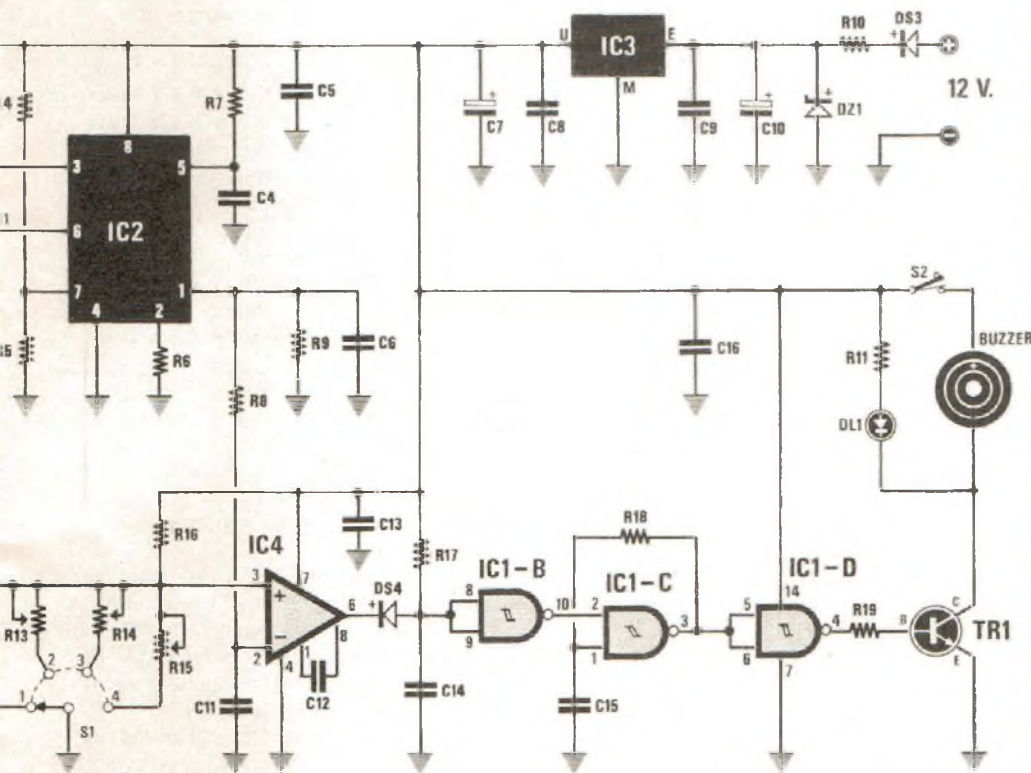 R10
DS3
U
IC3
E
M
12 V.
R7
C5
C7
C8
C9
C10
DZ1
8
3
5
C4
IC2
6
7
1
4
2
R6
R9
C6
R8
C16
S2
BUZZER
R11
DL1
R16
C13
R17
R18
IC4
IC1-B
IC1-C
IC1-D
3
7
+
6
DS4
8
9
10
2
1
3
5
6
14
4
7
R19
B
C
E
TR1
R13
R14
R15
2
3
1
4
S1
−
2
4
1
8
C12
C11
C14
C15